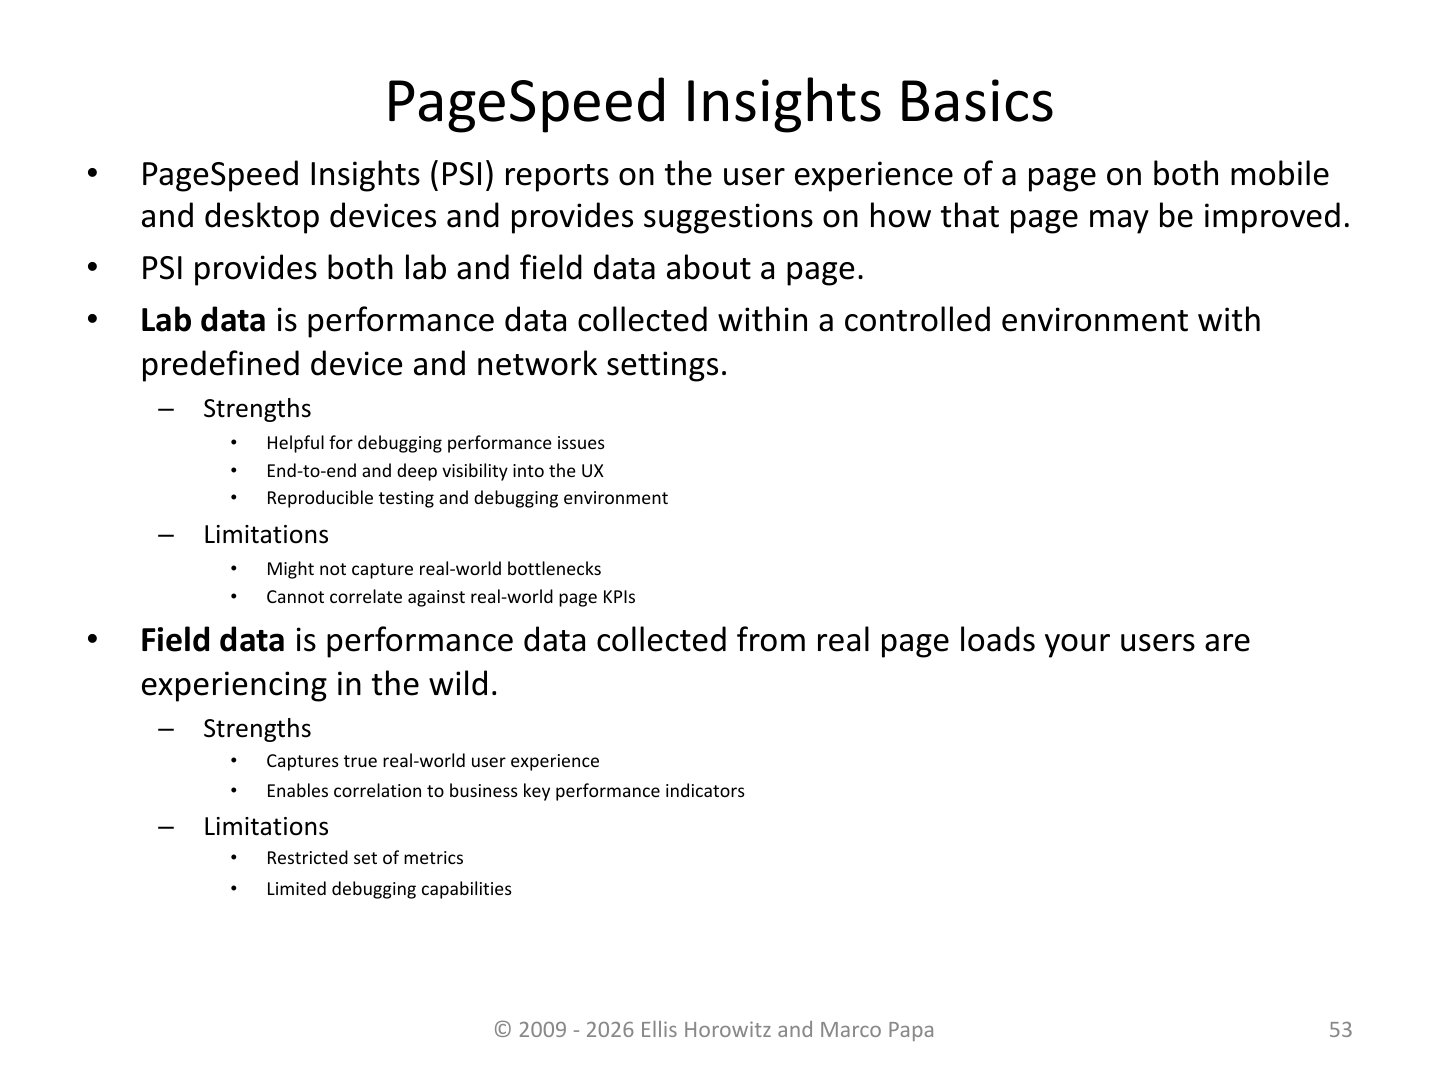 PageSpeed Insights Basics
• PageSpeed Insights (PSI) reports on the user experience of a page on both mobile
and desktop devices and provides suggestions on how that page may be improved.
• PSI provides both lab and field data about a page.
• Lab data is performance data collected within a controlled environment with
predefined device and network settings.
– Strengths
• Helpful for debugging performance issues
• End-to-end and deep visibility into the UX
• Reproducible testing and debugging environment
– Limitations
• Might not capture real-world bottlenecks
• Cannot correlate against real-world page KPIs
• Field data is performance data collected from real page loads your users are
experiencing in the wild.
– Strengths
• Captures true real-world user experience
• Enables correlation to business key performance indicators
– Limitations
• Restricted set of metrics
• Limited debugging capabilities
© 2009 - 2026 Ellis Horowitz and Marco Papa
53